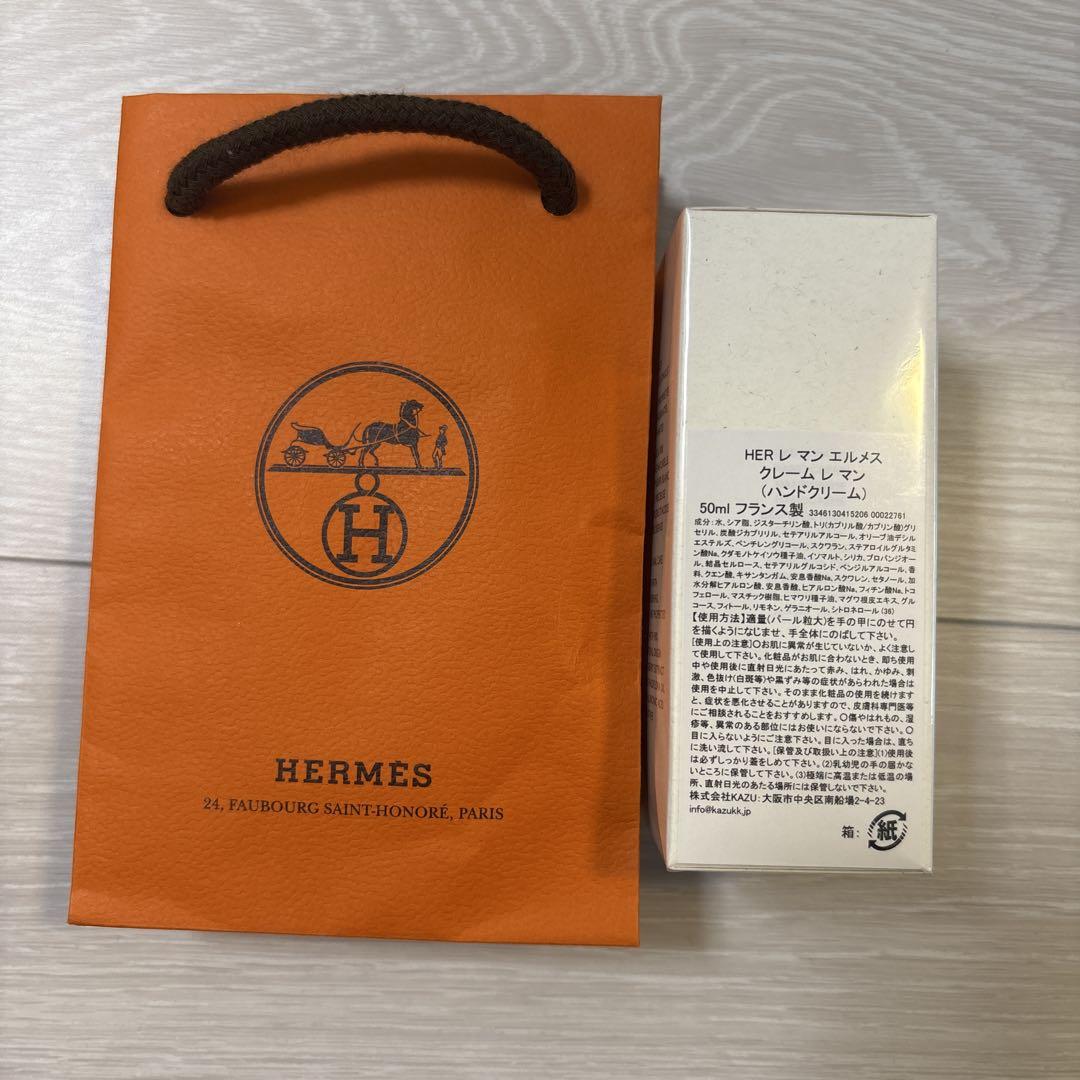 H
HERMÈS
24, FAUBOURG SAINT-HONORÉ, PARIS
HER レ マン エルメス
クレーム レ マン
(ハンドクリーム)
50ml フランス製 3346130415206 00022761
成分:水、シア脂、ジスターチリン酸、トリ(カプリル酸/カプリン酸)グリ
セリル、炭酸ジカプリリル、セテアリルアルコール、オリーブ油デシル
エステルズ、ペンチレングリコール、スクワラン、ステアロイルグルタミ
ン酸Na、クダモノトケイソウ種子油、イソマルト、シリカ、プロパンジオー
ル、結晶セルロース、セテアリルグルコシド、ベンジルアルコール、香
料、クエン酸、キサンタンガム、安息香酸Na、スクワレン、セタノール、加
水分解ヒアルロン酸、安息香酸、ヒアルロン酸Na、フィチン酸Na、トコ
フェロール、マスチック樹脂、ヒマワリ種子油、マグワ根皮エキス、グル
コース、フィトール、リモネン、ゲラニオール、シトロネロール (36)
【使用方法】適量(パール粒大)を手の甲にのせて円
を描くようになじませ、手全体にのばして下さい。
[使用上の注意]〇お肌に異常が生じていないか、よく注意し
て使用して下さい。化粧品がお肌に合わないとき、即ち使用
中や使用後に直射日光にあたって赤み、はれ、かゆみ、刺
激、色抜け(白斑等)や黒ずみ等の症状があらわれた場合は
使用を中止して下さい。そのまま化粧品の使用を続けます
と、症状を悪化させることがありますので、皮膚科専門医等
にご相談されることをおすすめします。〇傷やはれもの、湿
疹等、異常のある部位にはお使いにならないで下さい。〇
目に入らないようにご注意下さい。目に入った場合は、直ち
に洗い流して下さい。[保管及び取扱い上の注意](1)使用後
は必ずしっかり蓋をしめて下さい。(2)乳幼児の手の届かな
いところに保管して下さい。(3)極端に高温または低温の場
所、直射日光のあたる場所には保管しないで下さい。
株式会社KAZU:大阪市中央区南船場2-4-23
info@kazukk.jp
箱: 紙